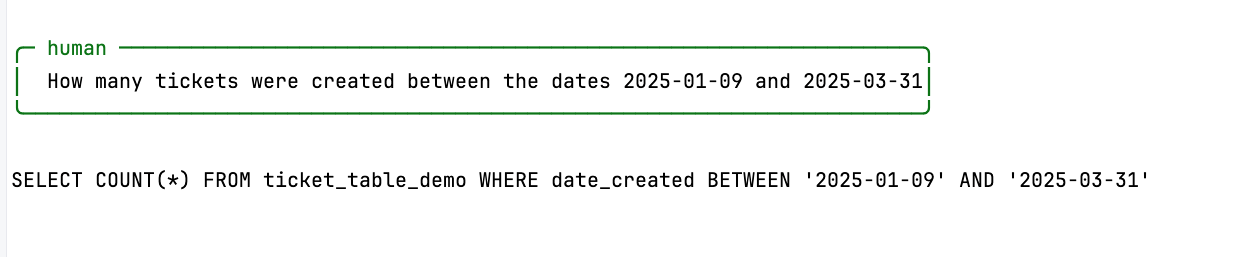 human
How many tickets were created between the dates 2025-01-09 and 2025-03-31
SELECT COUNT(*) FROM ticket_table_demo WHERE date_created BETWEEN '2025-01-09' AND '2025-03-31'